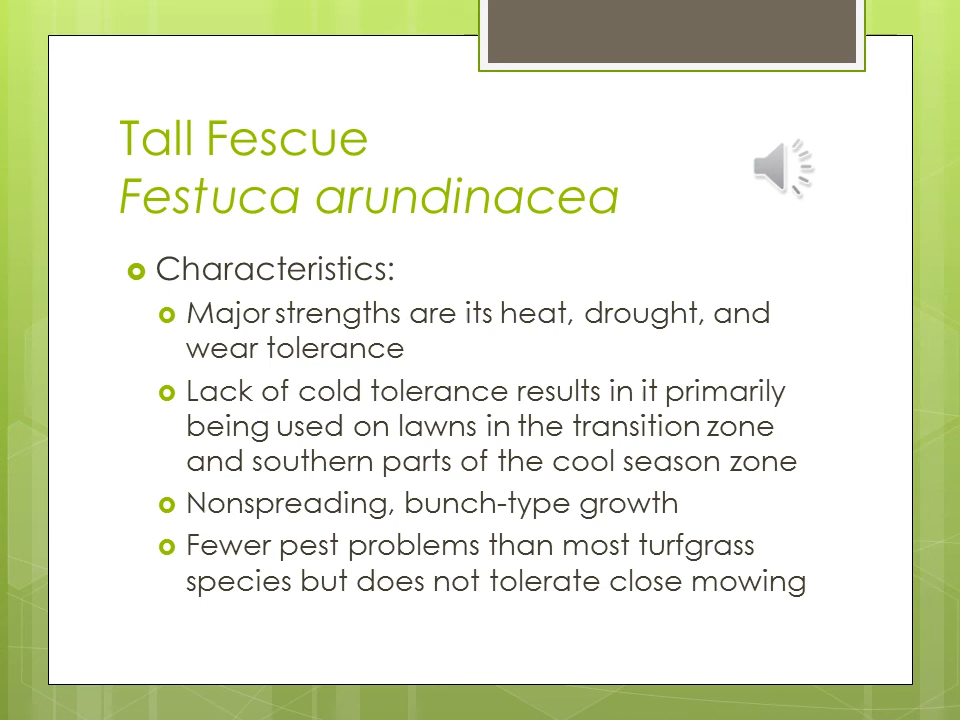 Tall Fescue
Festuca arundinacea
Characteristics:
Major strengths are its heat, drought, and
wear tolerance
Lack of cold tolerance results in it primarily
being used on lawns in the transition zone
and southern parts of the cool season zone
Nonspreading, bunch-type growth
Fewer pest problems than most turfgrass
species but does not tolerate close mowing